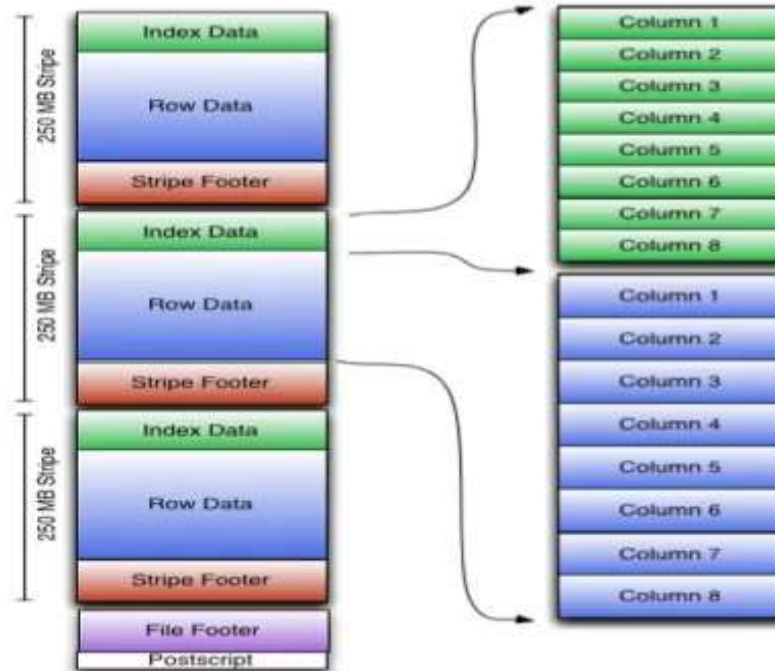 250 MB Stripe
Index Data
Row Data
Stripe Footer
250 MB Stripe
Index Data
Row Data
Stripe Footer
250 MB Stripe
Index Data
Row Data
Stripe Footer
File Footer
Postscript
Column 1
Column 2
Column 3
Column 4
Column 5
Column 6
Column 7
Column 8
Column 1
Column 2
Column 3
Column 4
Column 5
Column 6
Column 7
Column 8